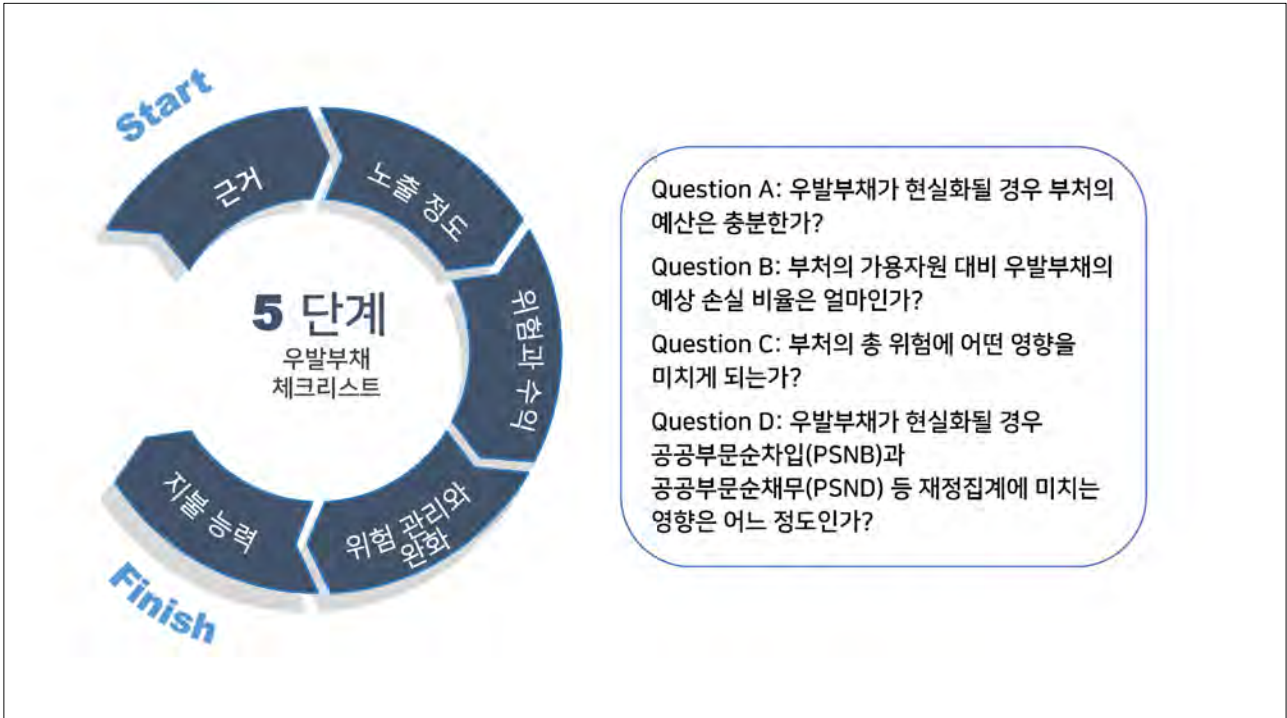 Start
근거
노출 정도
위험과 수익
위험 관리와
완화
지불 능력
Finish
5 단계
우발부채
체크리스트
Question A: 우발부채가 현실화될 경우 부처의
예산은 충분한가?
Question B: 부처의 가용자원 대비 우발부채의
예상 손실 비율은 얼마인가?
Question C: 부처의 총 위험에 어떤 영향을
미치게 되는가?
Question D: 우발부채가 현실화될 경우
공공부문순차입(PSNB)과
공공부문순채무(PSND) 등 재정집계에 미치는
영향은 어느 정도인가?